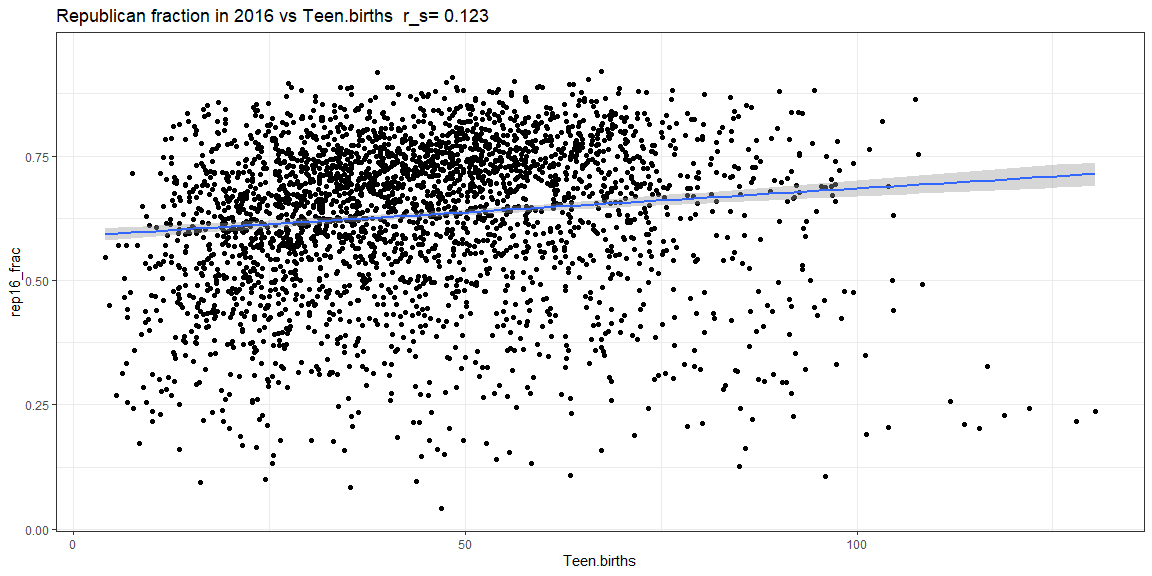 Republican fraction in 2016 vs Teen.births r_s= 0.123
rep16_frac
0.75
0.50
0.25
0.00
0
50
100
Teen.births